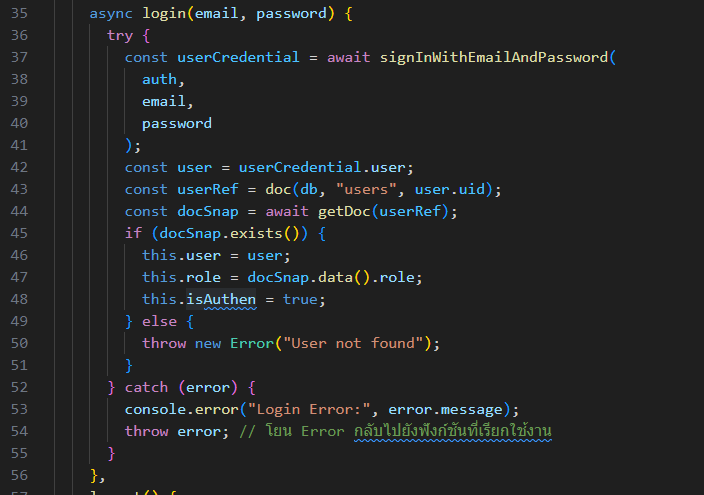 35 async login(email, password) {
36 try {
37 const userCredential = await signInWithEmailAndPassword(
38 auth,
39 email,
40 password
41 );
42 const user = userCredential.user;
43 const userRef = doc(db, "users", user.uid);
44 const docSnap = await getDoc(userRef);
45 if (docSnap.exists()) {
46 this.user = user;
47 this.role = docSnap.data().role;
48 this.isAuthen = true;
49 } else {
50 throw new Error("User not found");
51 }
52 } catch (error) {
53 console.error("Login Error:", error.message);
54 throw error; // โยน Error กลับไปยังฟังก์ชันที่เรียกใช้งาน
55 }
56 },